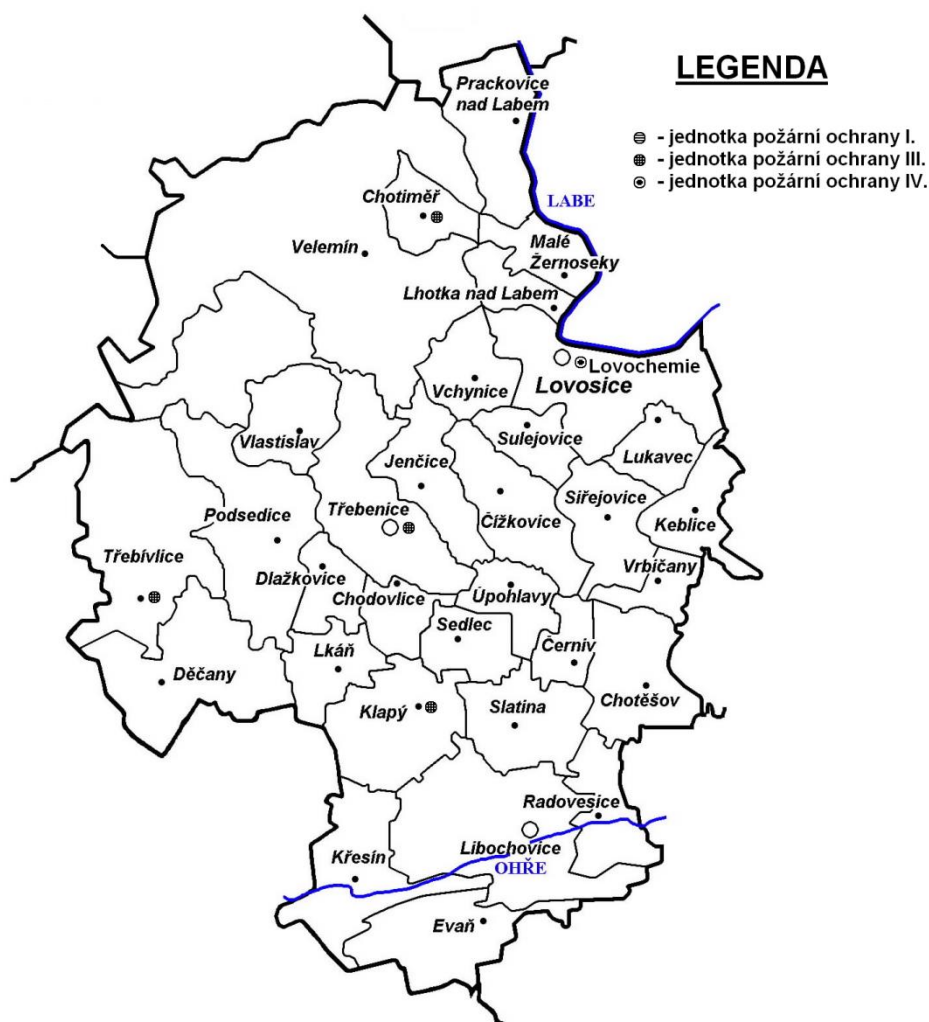 LEGENDA
- jednotka požární ochrany I.
- jednotka požární ochrany III.
- jednotka požární ochrany IV.
Prackovice
nad Labem
LABE
Chotiměř
Velemín
Malé
Žernoseky
Lhotka nad Labem
Lovochemie
Lovosice
Vchynice
Vlastislav
Sulejovice
Lukavec
Jenčice
Třebenice
Čížkovice
Siřejovice
Keblice
Podsedice
Třebívlice
Dlažkovice
Chodovlice
Úpohlavy
Vrbičany
Sedlec
Lkáň
Černiv
Děčany
Chotěšov
Klapý
Slatina
Radovesice
Libochovice
Křesín
OHŘE
Evaň